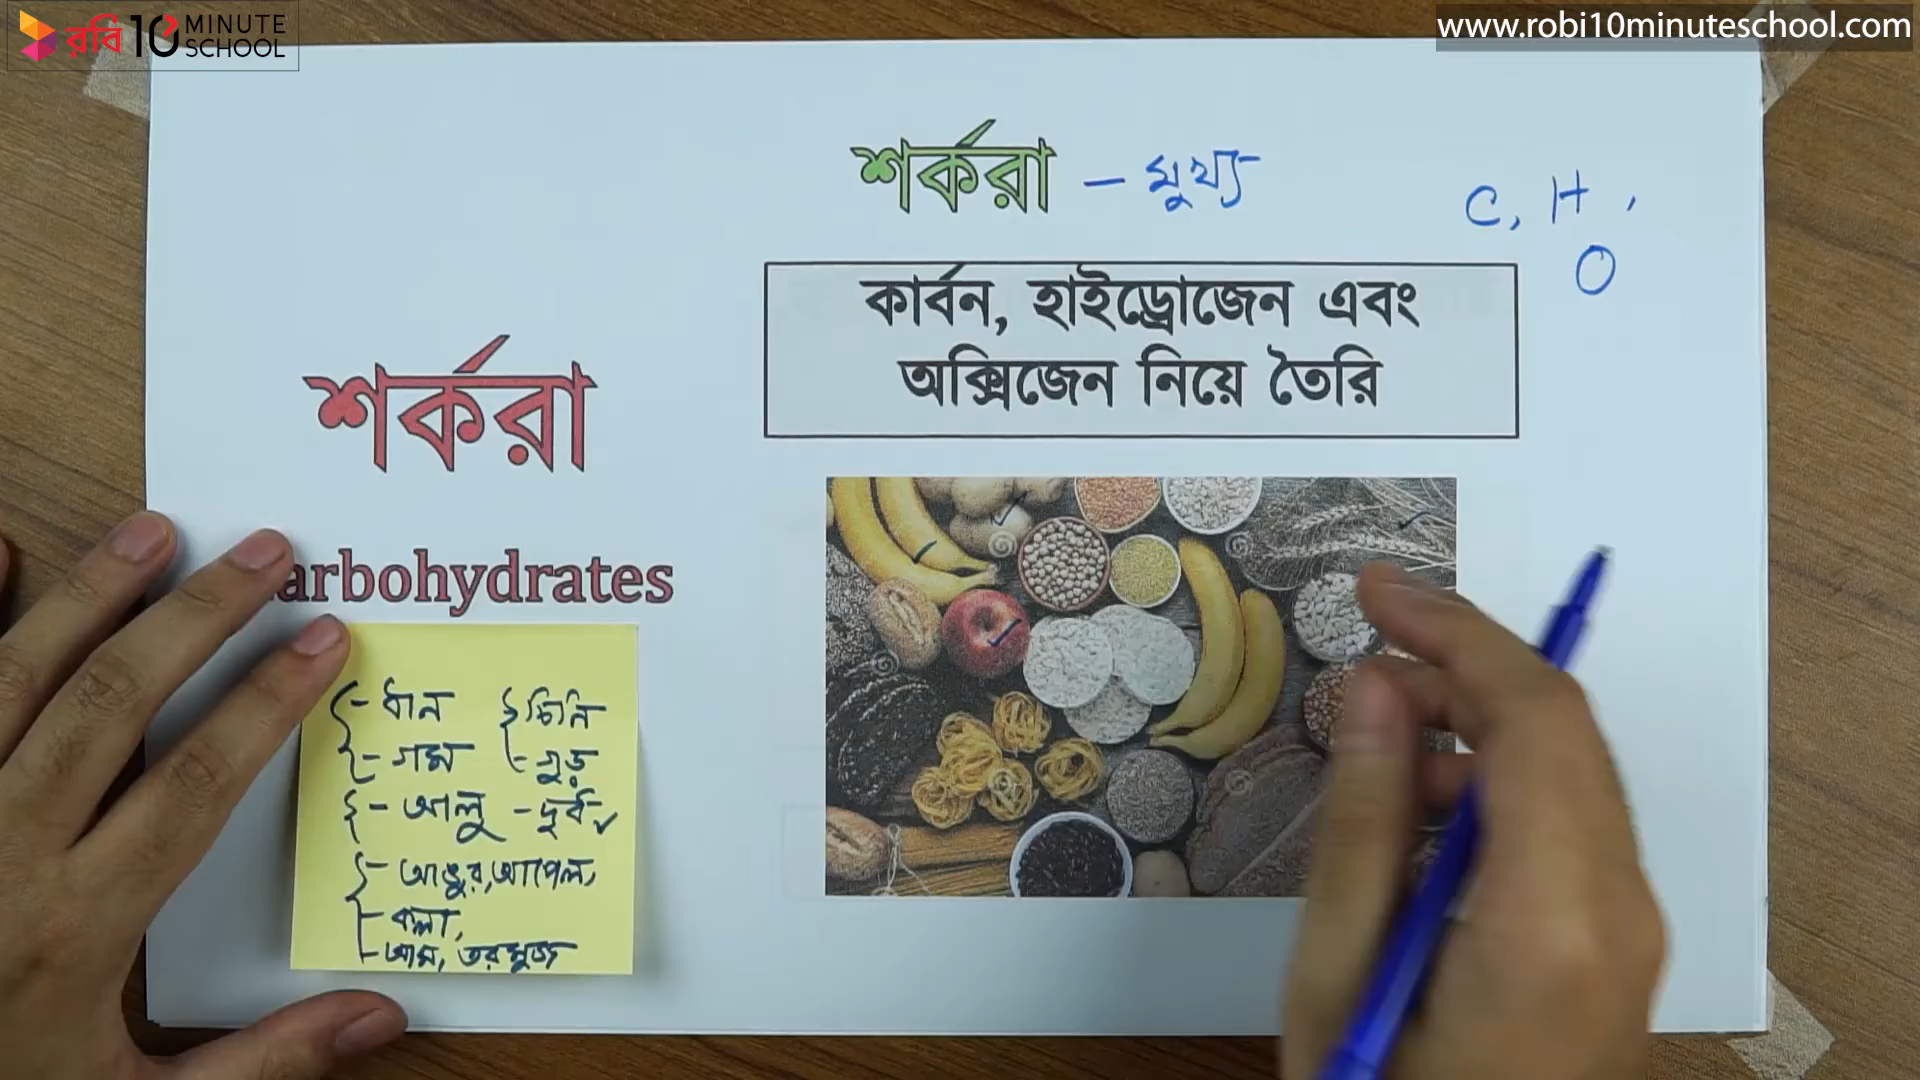 রবি 10 MINUTE SCHOOL
www.robi10minuteschool.com
শর্করা – মুখ্য
C, H,
O
কার্বন, হাইড্রোজেন এবং
অক্সিজেন নিয়ে তৈরি
শর্করা
arbohydrates
- ধান - চিনি
- গম - গুড়
- আলু - দুধ
- আঙুর, আপেল,
- কলা,
- আম, তরমুজ